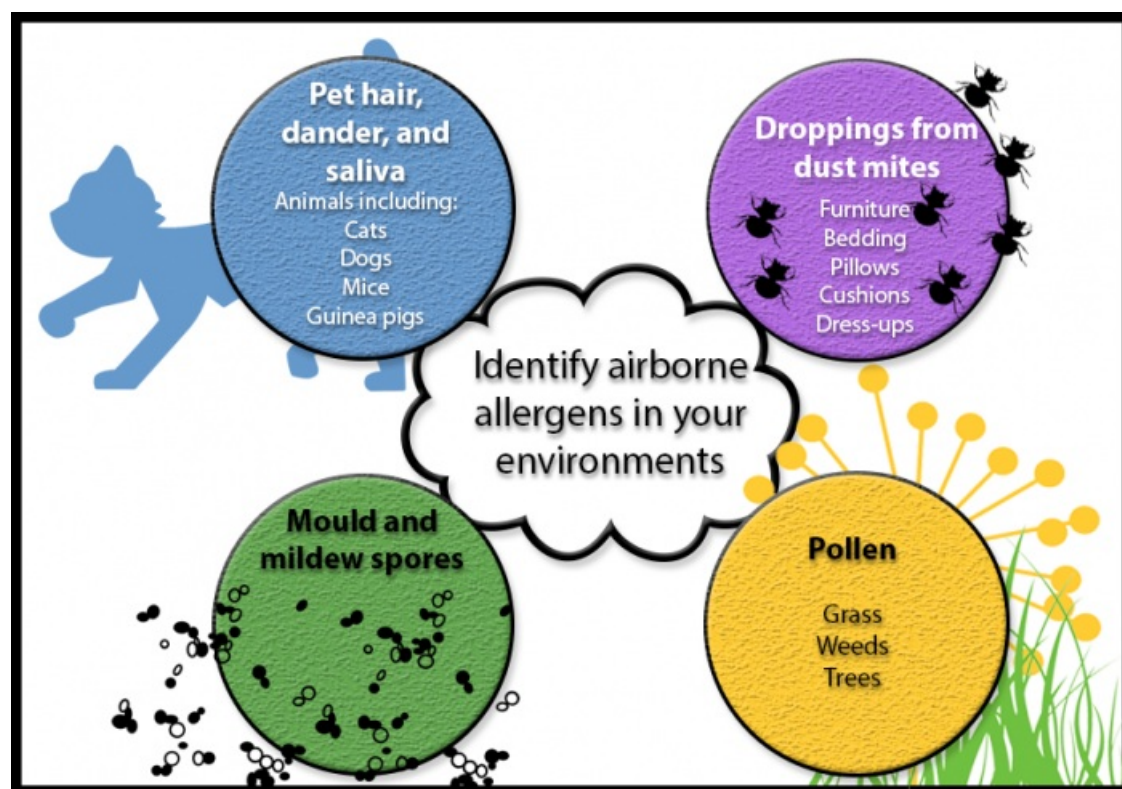 Pet hair,
dander, and
saliva
Animals including:
Cats
Dogs
Mice
Guinea pigs
Droppings from
dust mites
Furniture
Bedding
Pillows
Cushions
Dress-ups
Identify airborne
allergens in your
environments
Mould and
mildew spores
Pollen
Grass
Weeds
Trees